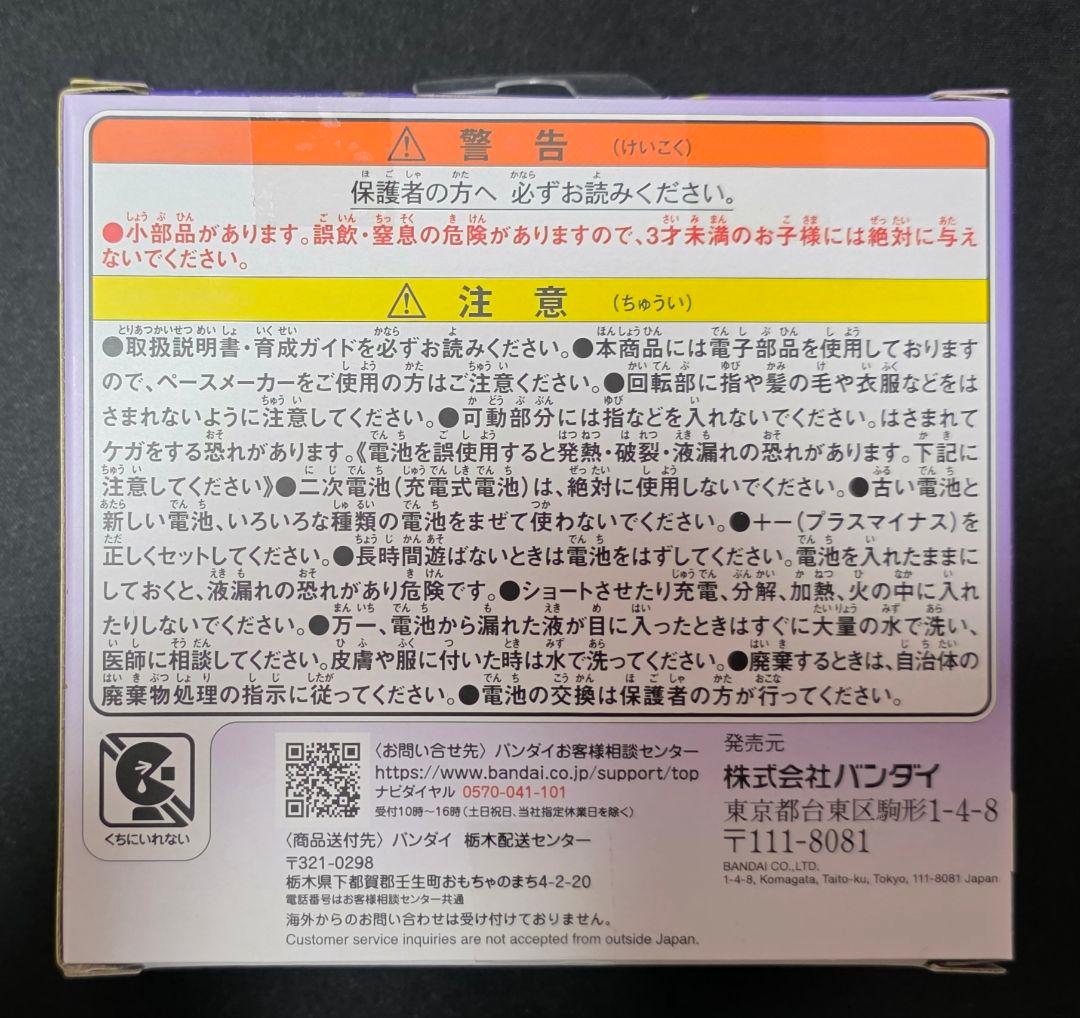 警告 (けいこく)
保護者の方へ 必ずお読みください。
●小部品があります。誤飲・窒息の危険がありますので、3才未満のお子様には絶対に与え
ないでください。
注意 (ちゅうい)
●取扱説明書・育成ガイドを必ずお読みください。●本商品には電子部品を使用しております
ので、ペースメーカーをご使用の方はご注意ください。●回転部に指や髪の毛や衣服などをは
さまれないように注意してください。●可動部分には指などを入れないでください。はさまれて
ケガをする恐れがあります。《電池を誤使用すると発熱・破裂・液漏れの恐れがあります。下記に
注意してください》●二次電池(充電式電池)は、絶対に使用しないでください。●古い電池と
新しい電池、いろいろな種類の電池をまぜて使わないでください。●+-(プラスマイナス)を
正しくセットしてください。●長時間遊ばないときは電池をはずしてください。電池を入れたままに
しておくと、液漏れの恐れがあり危険です。●ショートさせたり充電、分解、加熱、火の中に入れ
たりしないでください。●万一、電池から漏れた液が目に入ったときはすぐに大量の水で洗い、
医師に相談してください。皮膚や服に付いた時は水で洗ってください。●廃棄するときは、自治体の
廃棄物処理の指示に従ってください。●電池の交換は保護者の方が行ってください。
くちにいれない
〈お問い合せ先〉バンダイお客様相談センター
https://www.bandai.co.jp/support/top
ナビダイヤル 0570-041-101
受付10時〜16時(土日祝日、当社指定休業日を除く)
〈商品送付先〉バンダイ 栃木配送センター
〒321-0298
栃木県下都賀郡壬生町おもちゃのまち4-2-20
電話番号はお客様相談センター共通
海外からのお問い合わせは受け付けておりません。
Customer service inquiries are not accepted from outside Japan.
発売元
株式会社バンダイ
東京都台東区駒形1-4-8
〒111-8081
BANDAI CO.,LTD.
1-4-8, Komagata, Taito-ku, Tokyo, 111-8081 Japan